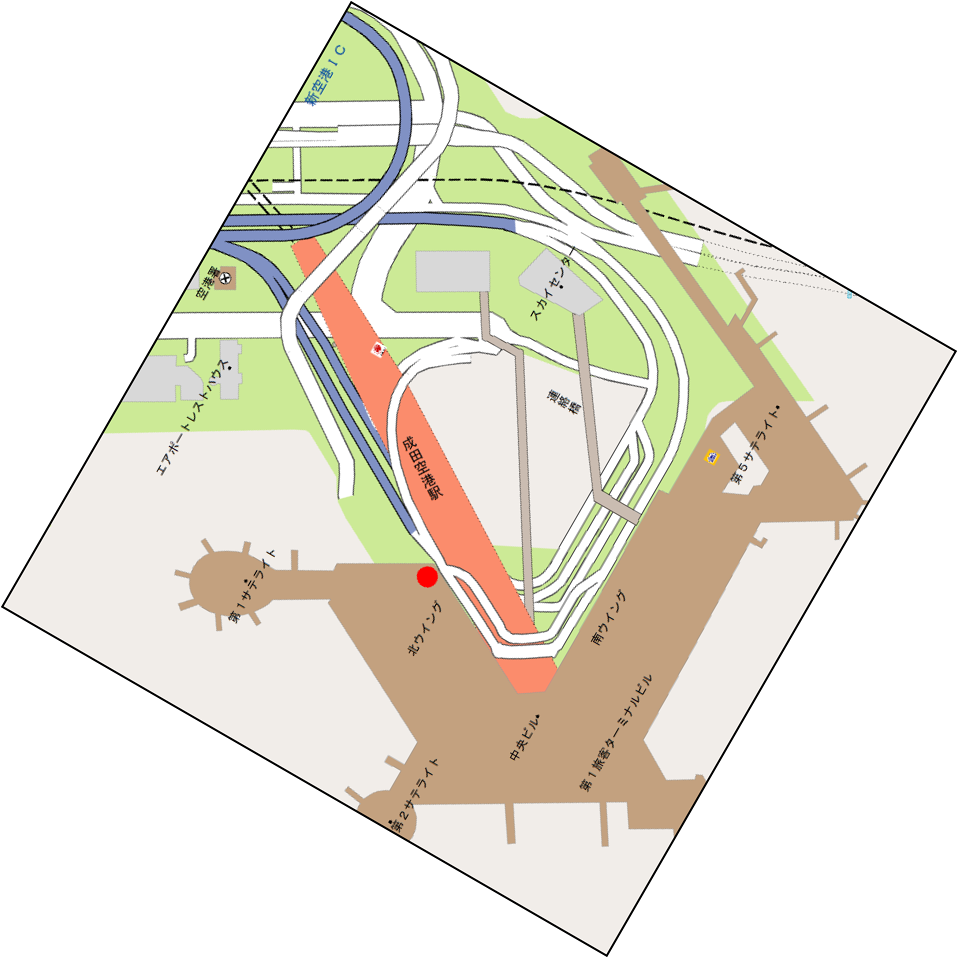 新空港ＩＣ
空港署
スカイセンター
エアポートレストハウス
連絡橋
成田空港駅
第５サテライト
第１サテライト
北ウイング
南ウイング
中央ビル
第１旅客ターミナルビル
第２サテライト